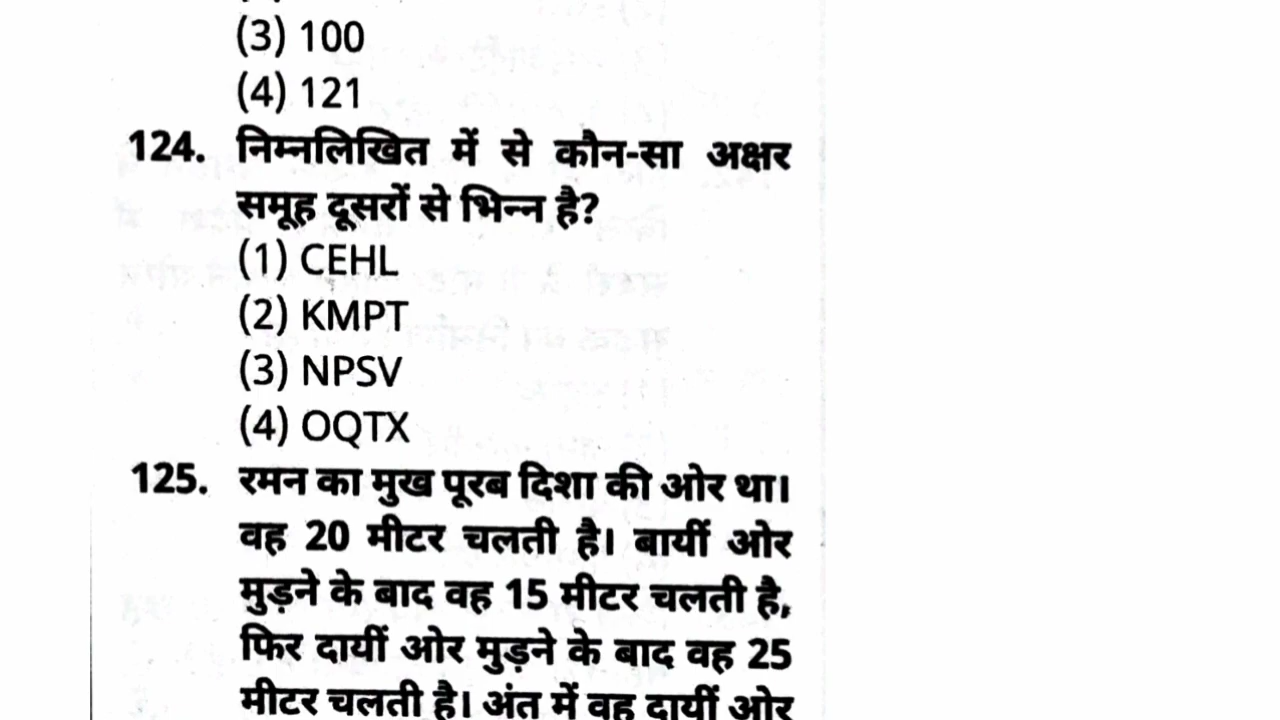 (3) 100
(4) 121
124. निम्नलिखित में से कौन-सा अक्षर
समूह दूसरों से भिन्न है?
(1) CEHL
(2) KMPT
(3) NPSV
(4) OQTX
125. रमन का मुख पूरब दिशा की ओर था।
वह 20 मीटर चलती है। बायीं ओर
मुड़ने के बाद वह 15 मीटर चलती है,
फिर दायीं ओर मुड़ने के बाद वह 25
मीटर चलती है। अंत में वह दायीं ओर